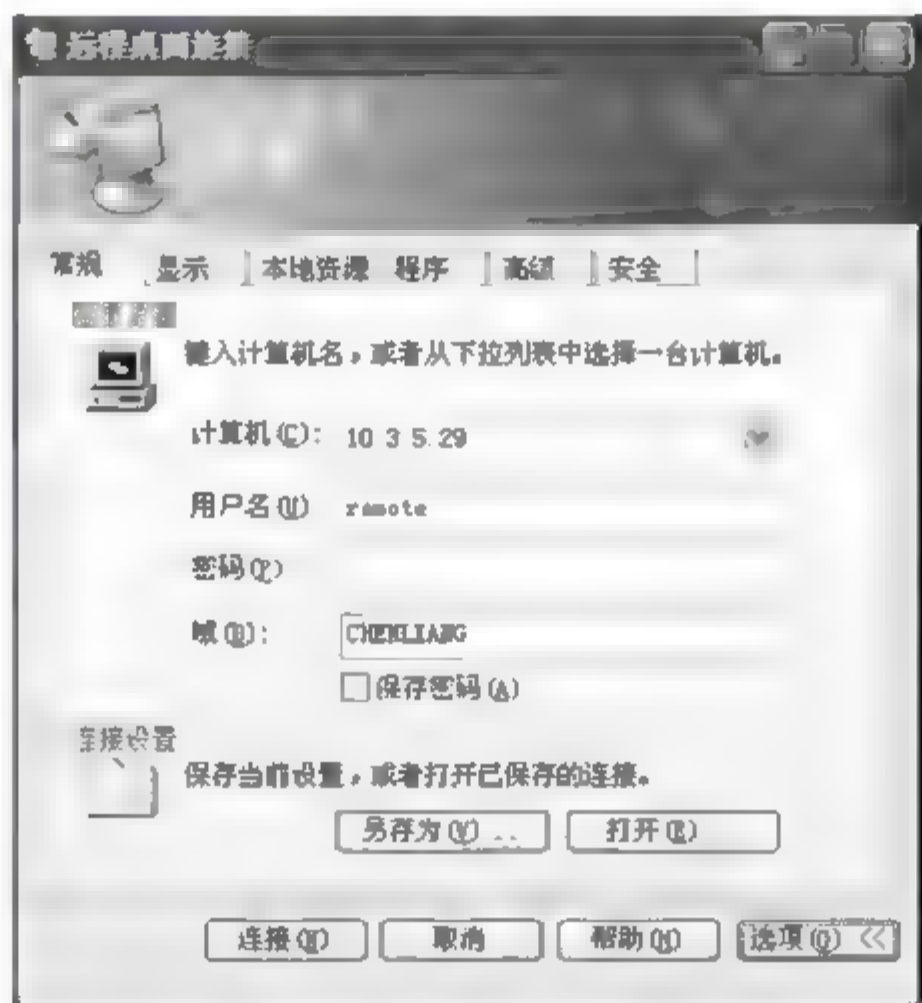 远程桌面连接
常规 显示 本地资源 程序 高级 安全
键入计算机名，或者从下拉列表中选择一台计算机。
计算机(C): 10 3 5.29
用户名(U) ramote
密码(P)
域(D): CHENLIANG
保存密码(A)
连接设置
保存当前设置，或者打开已保存的连接。
另存为(V)... 打开(E)
连接(N) 取消 帮助(H) 选项(O) <<